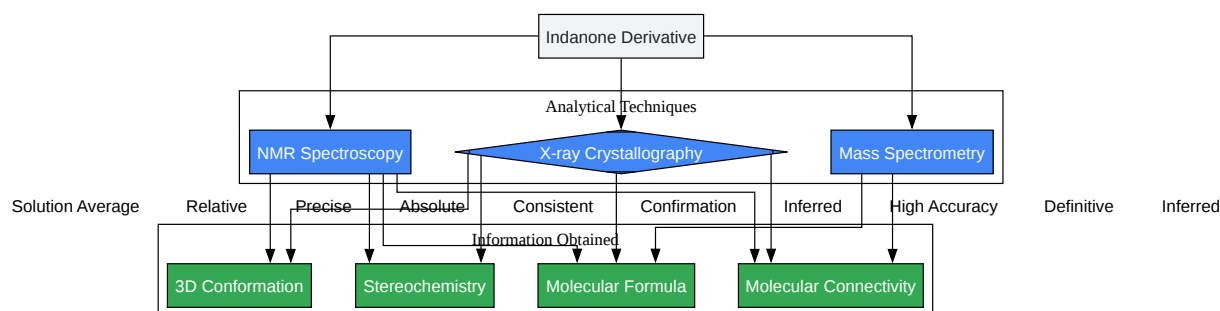 Indanone Derivative
Analytical Techniques
NMR Spectroscopy
X-ray Crystallography
Mass Spectrometry
Solution Average
Relative
Precise
Absolute
Consistent
Confirmation
Inferred
High Accuracy
Definitive
Inferred
Information Obtained
3D Conformation
Stereochemistry
Molecular Formula
Molecular Connectivity